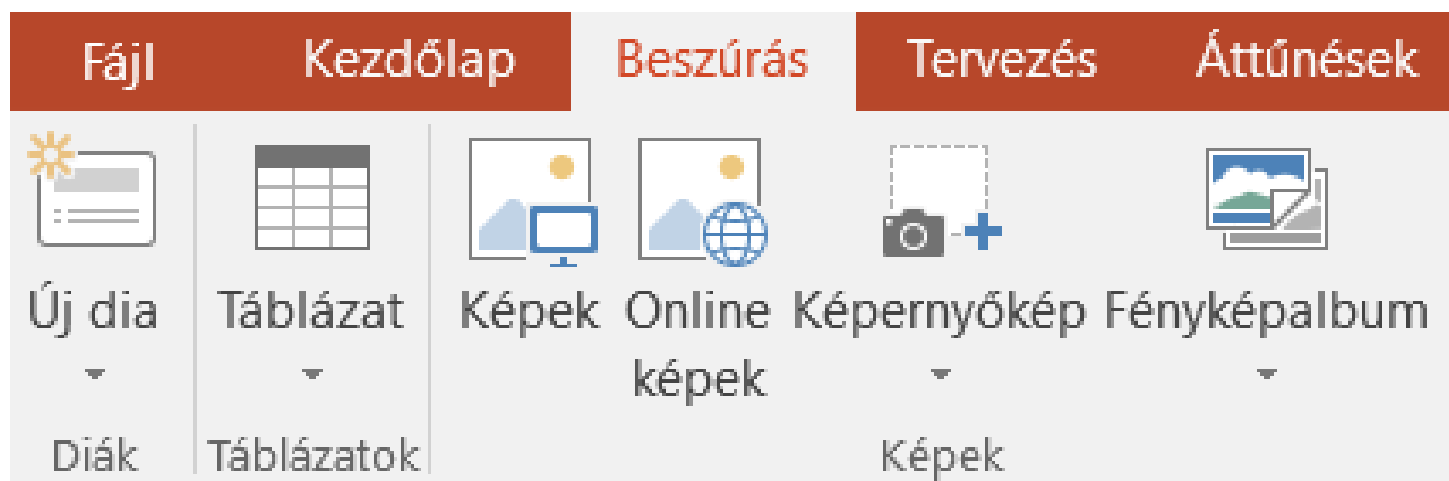 Fájl Kezdőlap Beszúrás Tervezés Áttűnések
Új dia Táblázat Képek Online képek Képernyőkép Fényképalbum
Diák Táblázatok Képek